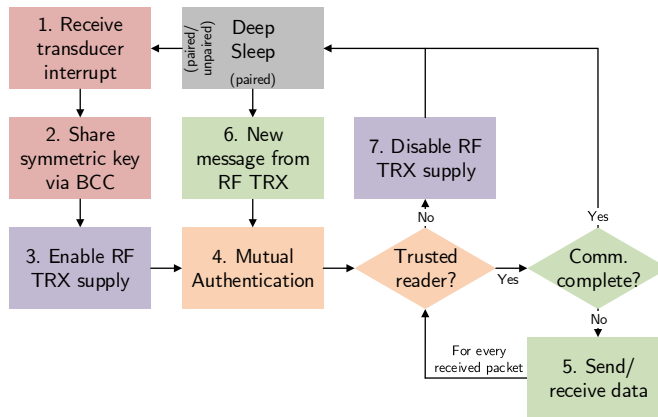 1. Receive
transducer
interrupt
(paired/
unpaired)
Deep
Sleep
(paired)
2. Share
symmetric key
via BCC
6. New
message from
RF TRX
7. Disable RF
TRX supply
3. Enable RF
TRX supply
4. Mutual
Authentication
No
Trusted
reader?
Yes
Yes
Comm.
complete?
No
For every
received packet
5. Send/
receive data